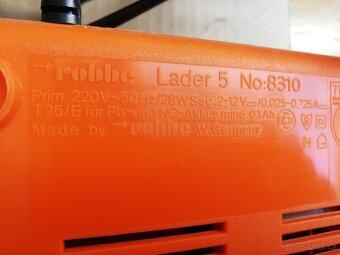 robbe Lader 5 No:8310
Prim.:220V~50Hz/28W Sec.2-12V⎓/0,025-0,725A
T25/E für Pb-und NC-Akkus mind. 0,1Ah
Made by robbe W.Germany